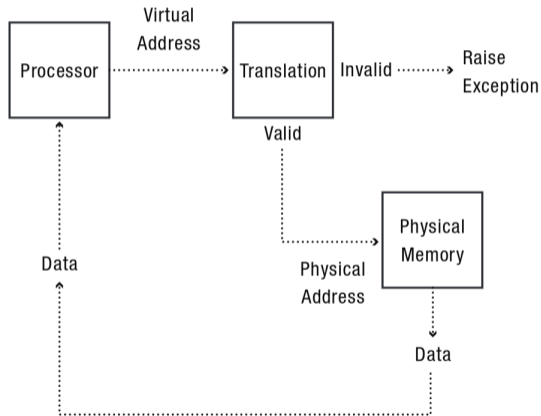 Virtual
Address
Processor
Translation
Invalid
Raise
Exception
Valid
Physical
Memory
Physical
Address
Data
Data